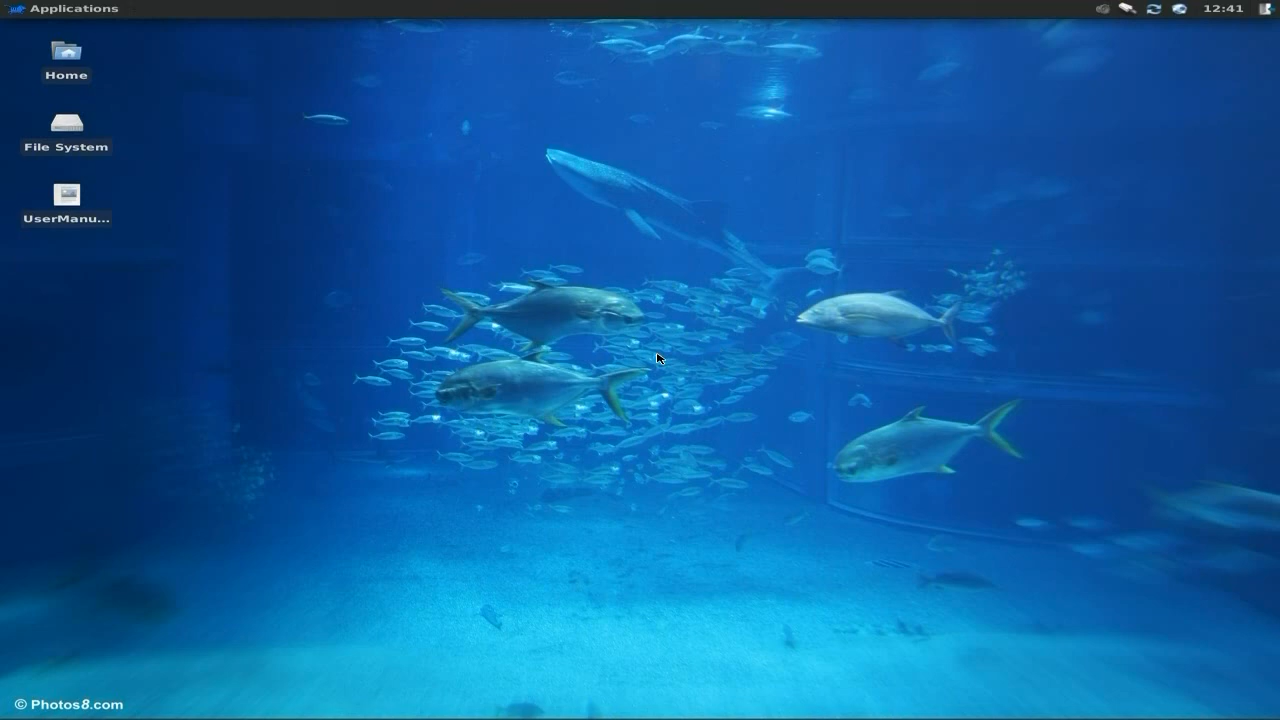 Applications
12:41
Home
File System
UserManu...
© Photos8.com